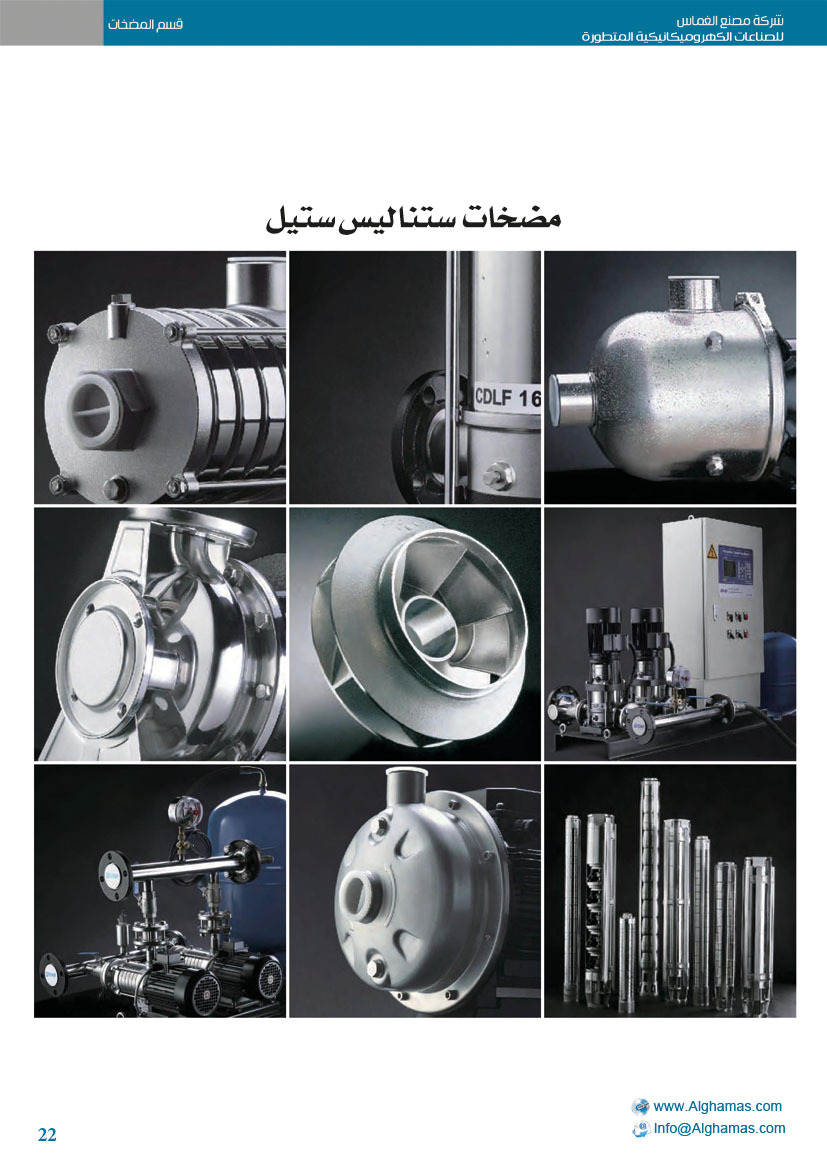 شركة مصنع الغماس
للصناعات الكهروميكانيكية المتطورة
قسم المضخات
مضخات ستناليس ستيل
CDLF 16
www.Alghamas.com
Info@Alghamas.com
22